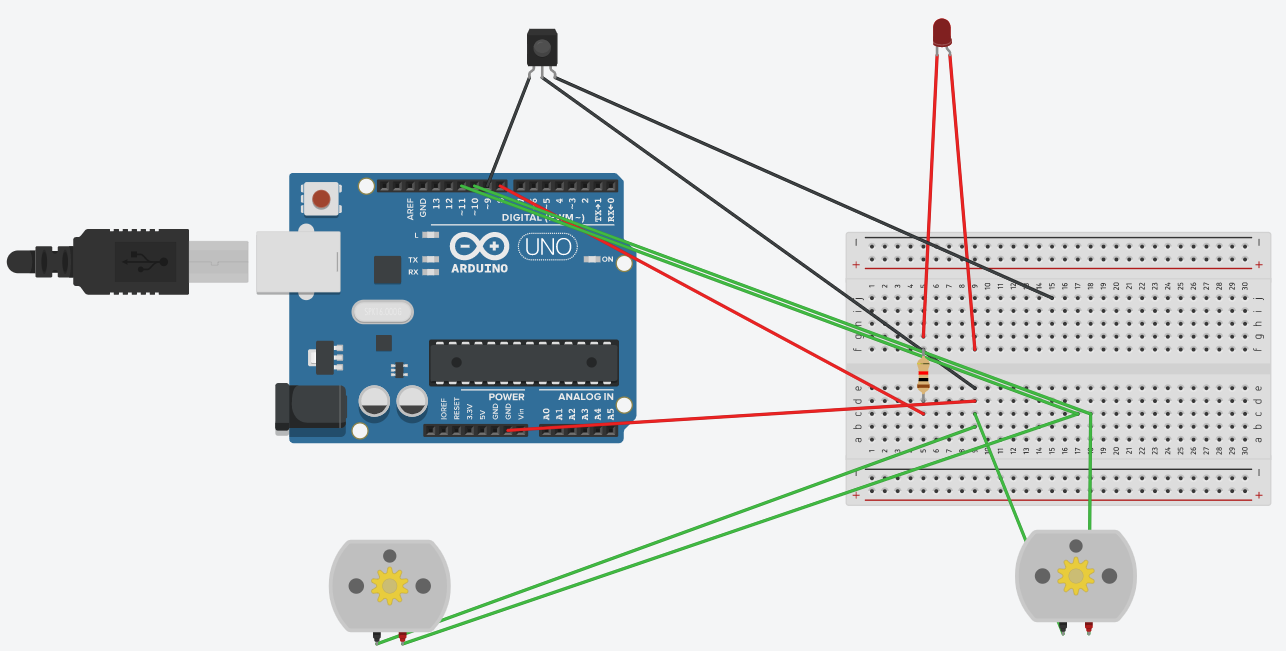 AREF
GND
13
12
~11
~10
~9
4
~3
2
TX→1
RX←0
DIGITAL (PWM~)
L
TX
RX
ARDUINO
UNO
ON
POWER
ANALOG IN
IOREF
RESET
3.3V
5V
GND
GND
Vin
A0
A1
A2
A3
A4
A5
− −
+ +
1 2 3 4 5 6 7 8 9 10 11 12 13 14 15 16 17 18 19 20 21 22 23 24 25 26 27 28 29 30
j j
i i
h h
g g
f f
e e
d d
c c
b b
a a
1 2 3 4 5 6 7 8 9 10 11 12 13 14 15 16 17 18 19 20 21 22 23 24 25 26 27 28 29 30
− −
+ +